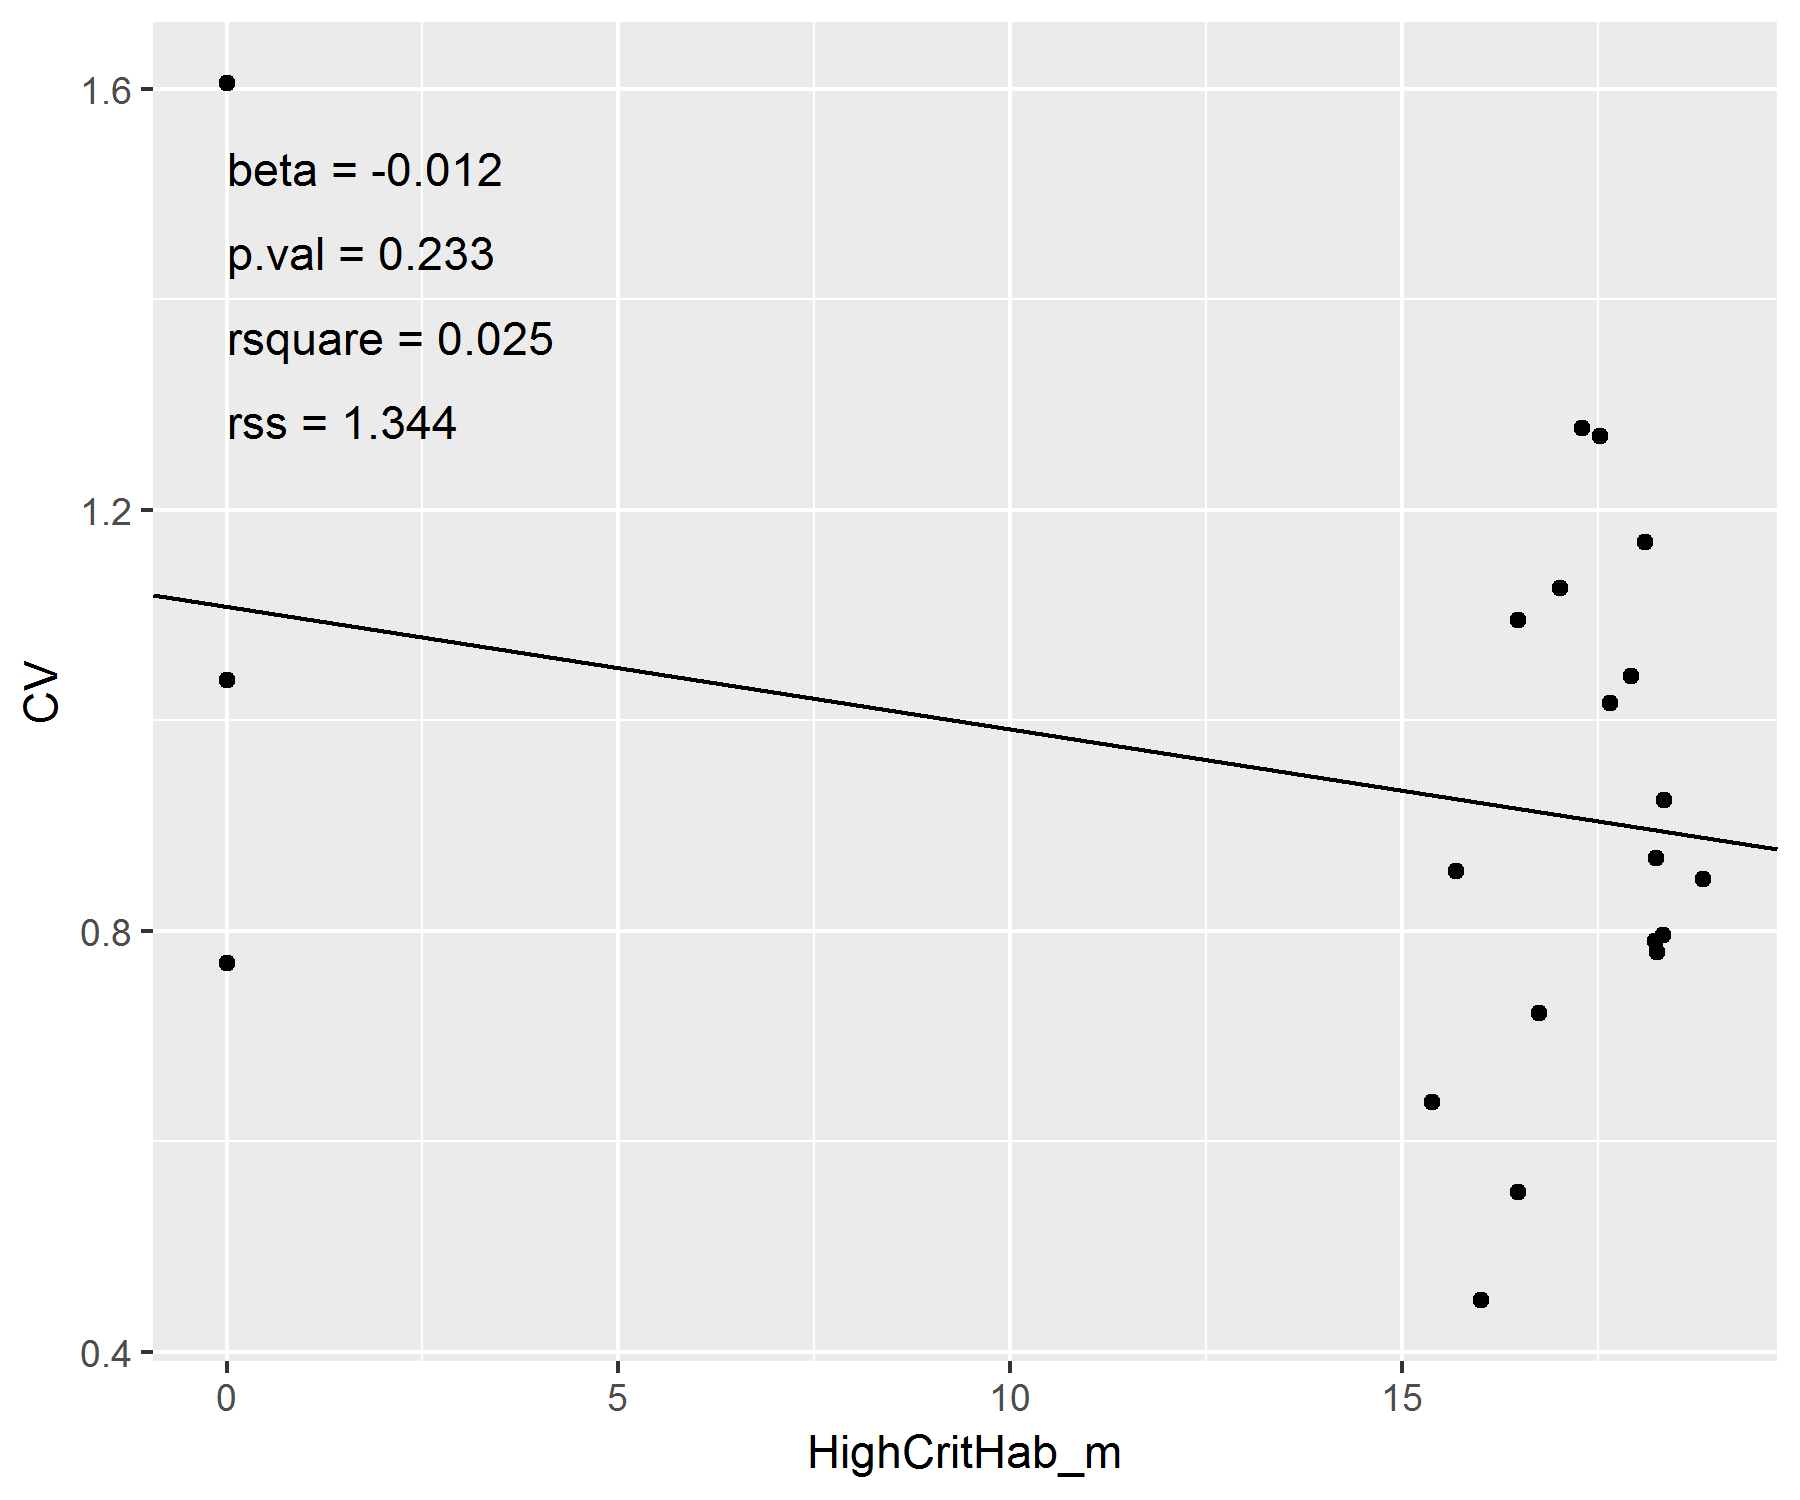 1.6
beta = -0.012
p.val = 0.233
rsquare = 0.025
rss = 1.344
1.2
CV
0.8
0.4
0 5 10 15
HighCritHab_m